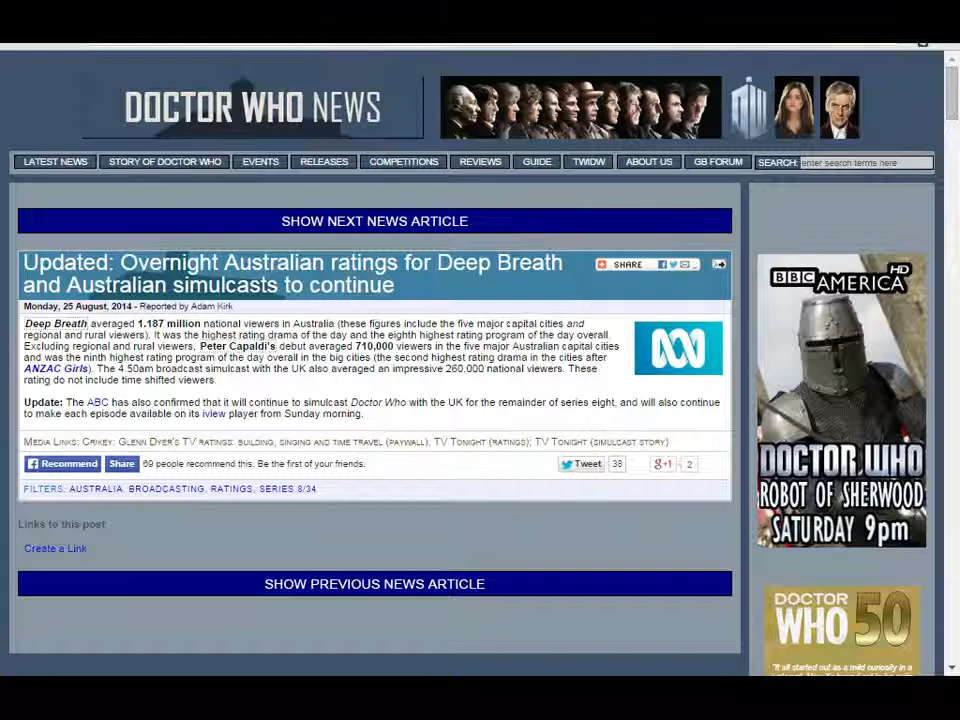 DOCTOR WHO NEWS
LATEST NEWS
STORY OF DOCTOR WHO
EVENTS
RELEASES
COMPETITIONS
REVIEWS
GUIDE
TWIDW
ABOUT US
GB FORUM
SEARCH: enter search terms here
SHOW NEXT NEWS ARTICLE
Updated: Overnight Australian ratings for Deep Breath
and Australian simulcasts to continue
SHARE
Monday, 25 August, 2014 - Reported by Adam Kirk
Deep Breath averaged 1.187 million national viewers in Australia (these figures include the five major capital cities and
regional and rural viewers). It was the highest rating drama of the day and the eighth highest rating program of the day overall.
Excluding regional and rural viewers, Peter Capaldi's debut averaged 710,000 viewers in the five major Australian capital cities
and was the ninth highest rating program of the day overall in the big cities (the second highest rating drama in the cities after
ANZAC Girls). The 4.50am broadcast simulcast with the UK also averaged an impressive 260,000 national viewers. These
rating do not include time shifted viewers.
Update: The ABC has also confirmed that it will continue to simulcast Doctor Who with the UK for the remainder of series eight, and will also continue
to make each episode available on its iview player from Sunday morning.
MEDIA LINKS: CRIKEY: GLENN DYER'S TV RATINGS: BUILDING, SINGING AND TIME TRAVEL (PAYWALL); TV TONIGHT (RATINGS); TV TONIGHT (SIMULCAST STORY)
Recommend Share 69 people recommend this. Be the first of your friends.
Tweet 38
g+1 2
FILTERS: AUSTRALIA, BROADCASTING, RATINGS, SERIES 8/34
Links to this post
Create a Link
SHOW PREVIOUS NEWS ARTICLE
BBC AMERICA HD
DOCTOR WHO
ROBOT OF SHERWOOD
SATURDAY 9pm
DOCTOR
WHO 50
"It all started out as a mild curiosity in a